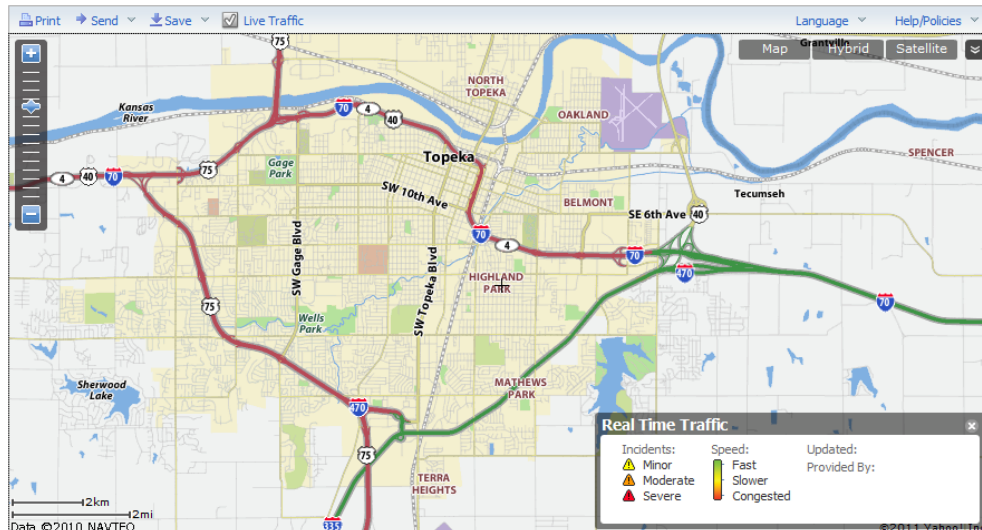 Print
Send
Save
Live Traffic
Language
Help/Policies
Map
Hybrid
Satellite
Grantville
75
NORTH
TOPEKA
Kansas
River
70
4
40
OAKLAND
Topeka
SPENCER
Gage
Park
4
40
70
75
SW 10th Ave
Tecumseh
BELMONT
SE 6th Ave
40
SW Gage Blvd
70
4
70
SW Topeka Blvd
HIGHLAND
PARK
470
70
75
Wells
Park
Sherwood
Lake
MATHEWS
PARK
470
75
TERRA
HEIGHTS
335
2km
2mi
Real Time Traffic
Incidents:
Minor
Moderate
Severe
Speed:
Fast
Slower
Congested
Updated:
Provided By:
Data ©2010 NAVTEQ
©2011 Yahoo! Inc